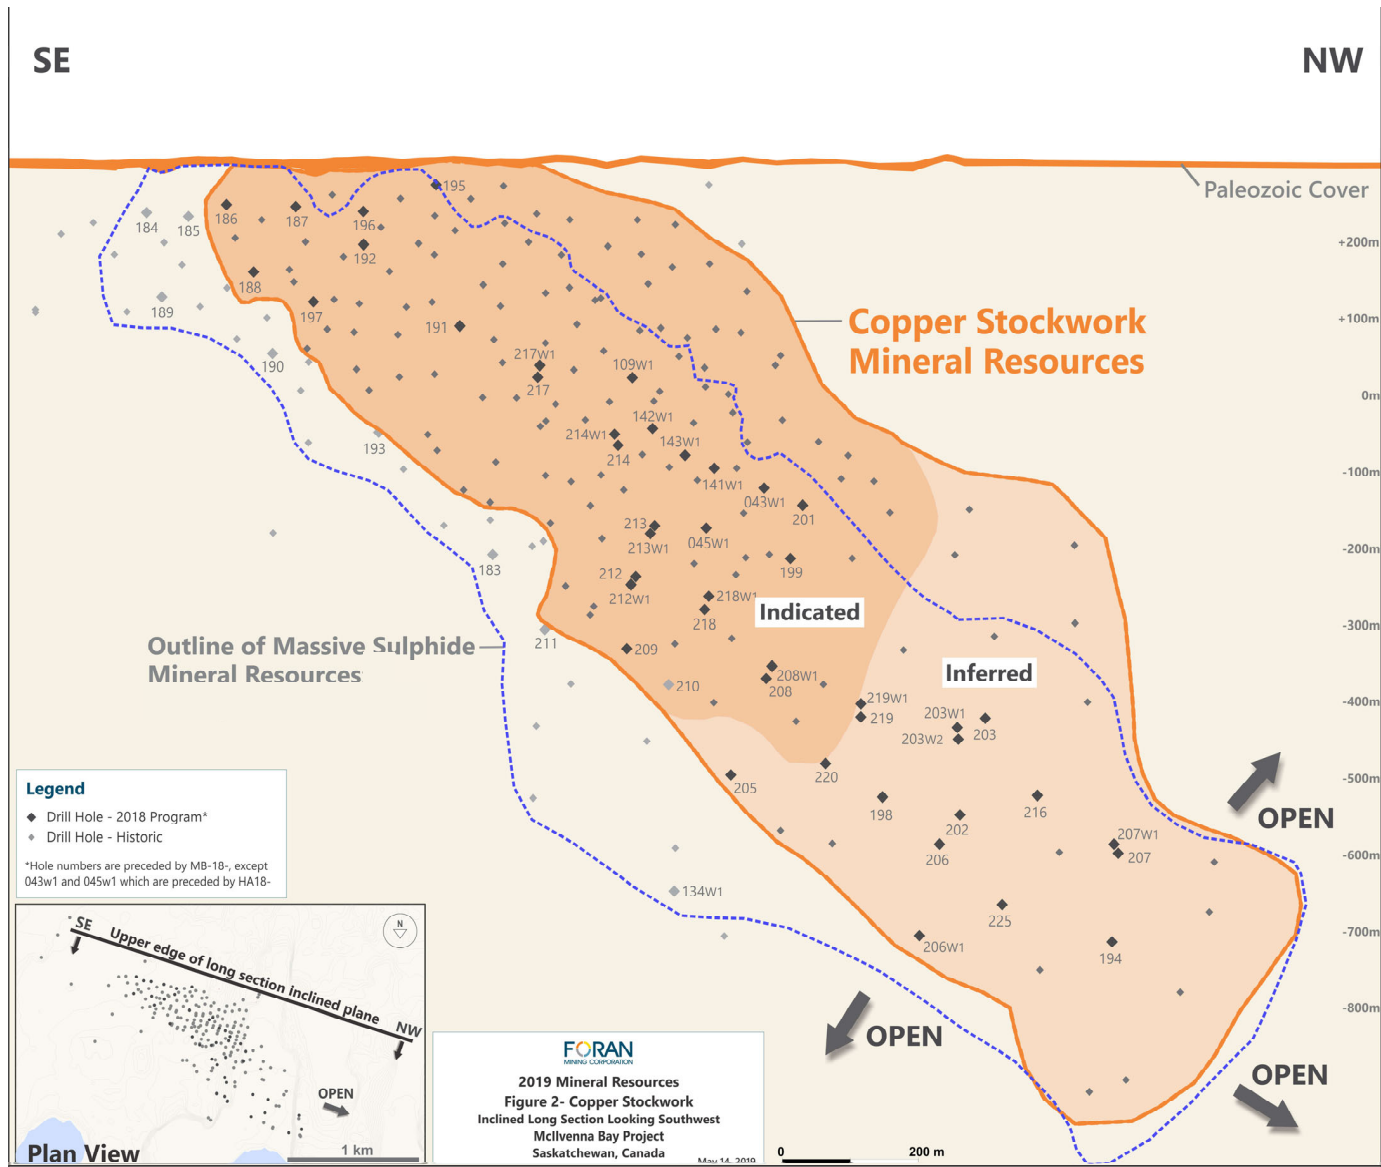 SE
NW
Paleozoic Cover
195
184
185
186
187
196
192
188
189
197
191
190
217W1
217
109W1
142W1
214W1
143W1
214
193
141W1
043W1
201
213
213W1
045W1
199
183
212
212W1
218W1
218
211
209
210
208W1
208
219W1
219
203W1
203
203W2
205
220
198
202
216
206
207W1
207
134W1
225
206W1
194
+200m
+100m
0m
-100m
-200m
-300m
-400m
-500m
-600m
-700m
-800m
Copper Stockwork
Mineral Resources
Indicated
Inferred
Outline of Massive Sulphide
Mineral Resources
OPEN
OPEN
OPEN
Legend
Drill Hole - 2018 Program*
Drill Hole - Historic
*Hole numbers are preceded by MB-18-, except
043w1 and 045w1 which are preceded by HA18-
SE
Upper edge of long section inclined plane
NW
N
OPEN
Plan View
1 km
FORAN
MINING CORPORATION
2019 Mineral Resources
Figure 2- Copper Stockwork
Inclined Long Section Looking Southwest
McIlvenna Bay Project
Saskatchewan, Canada
May 14, 2019
0
200 m